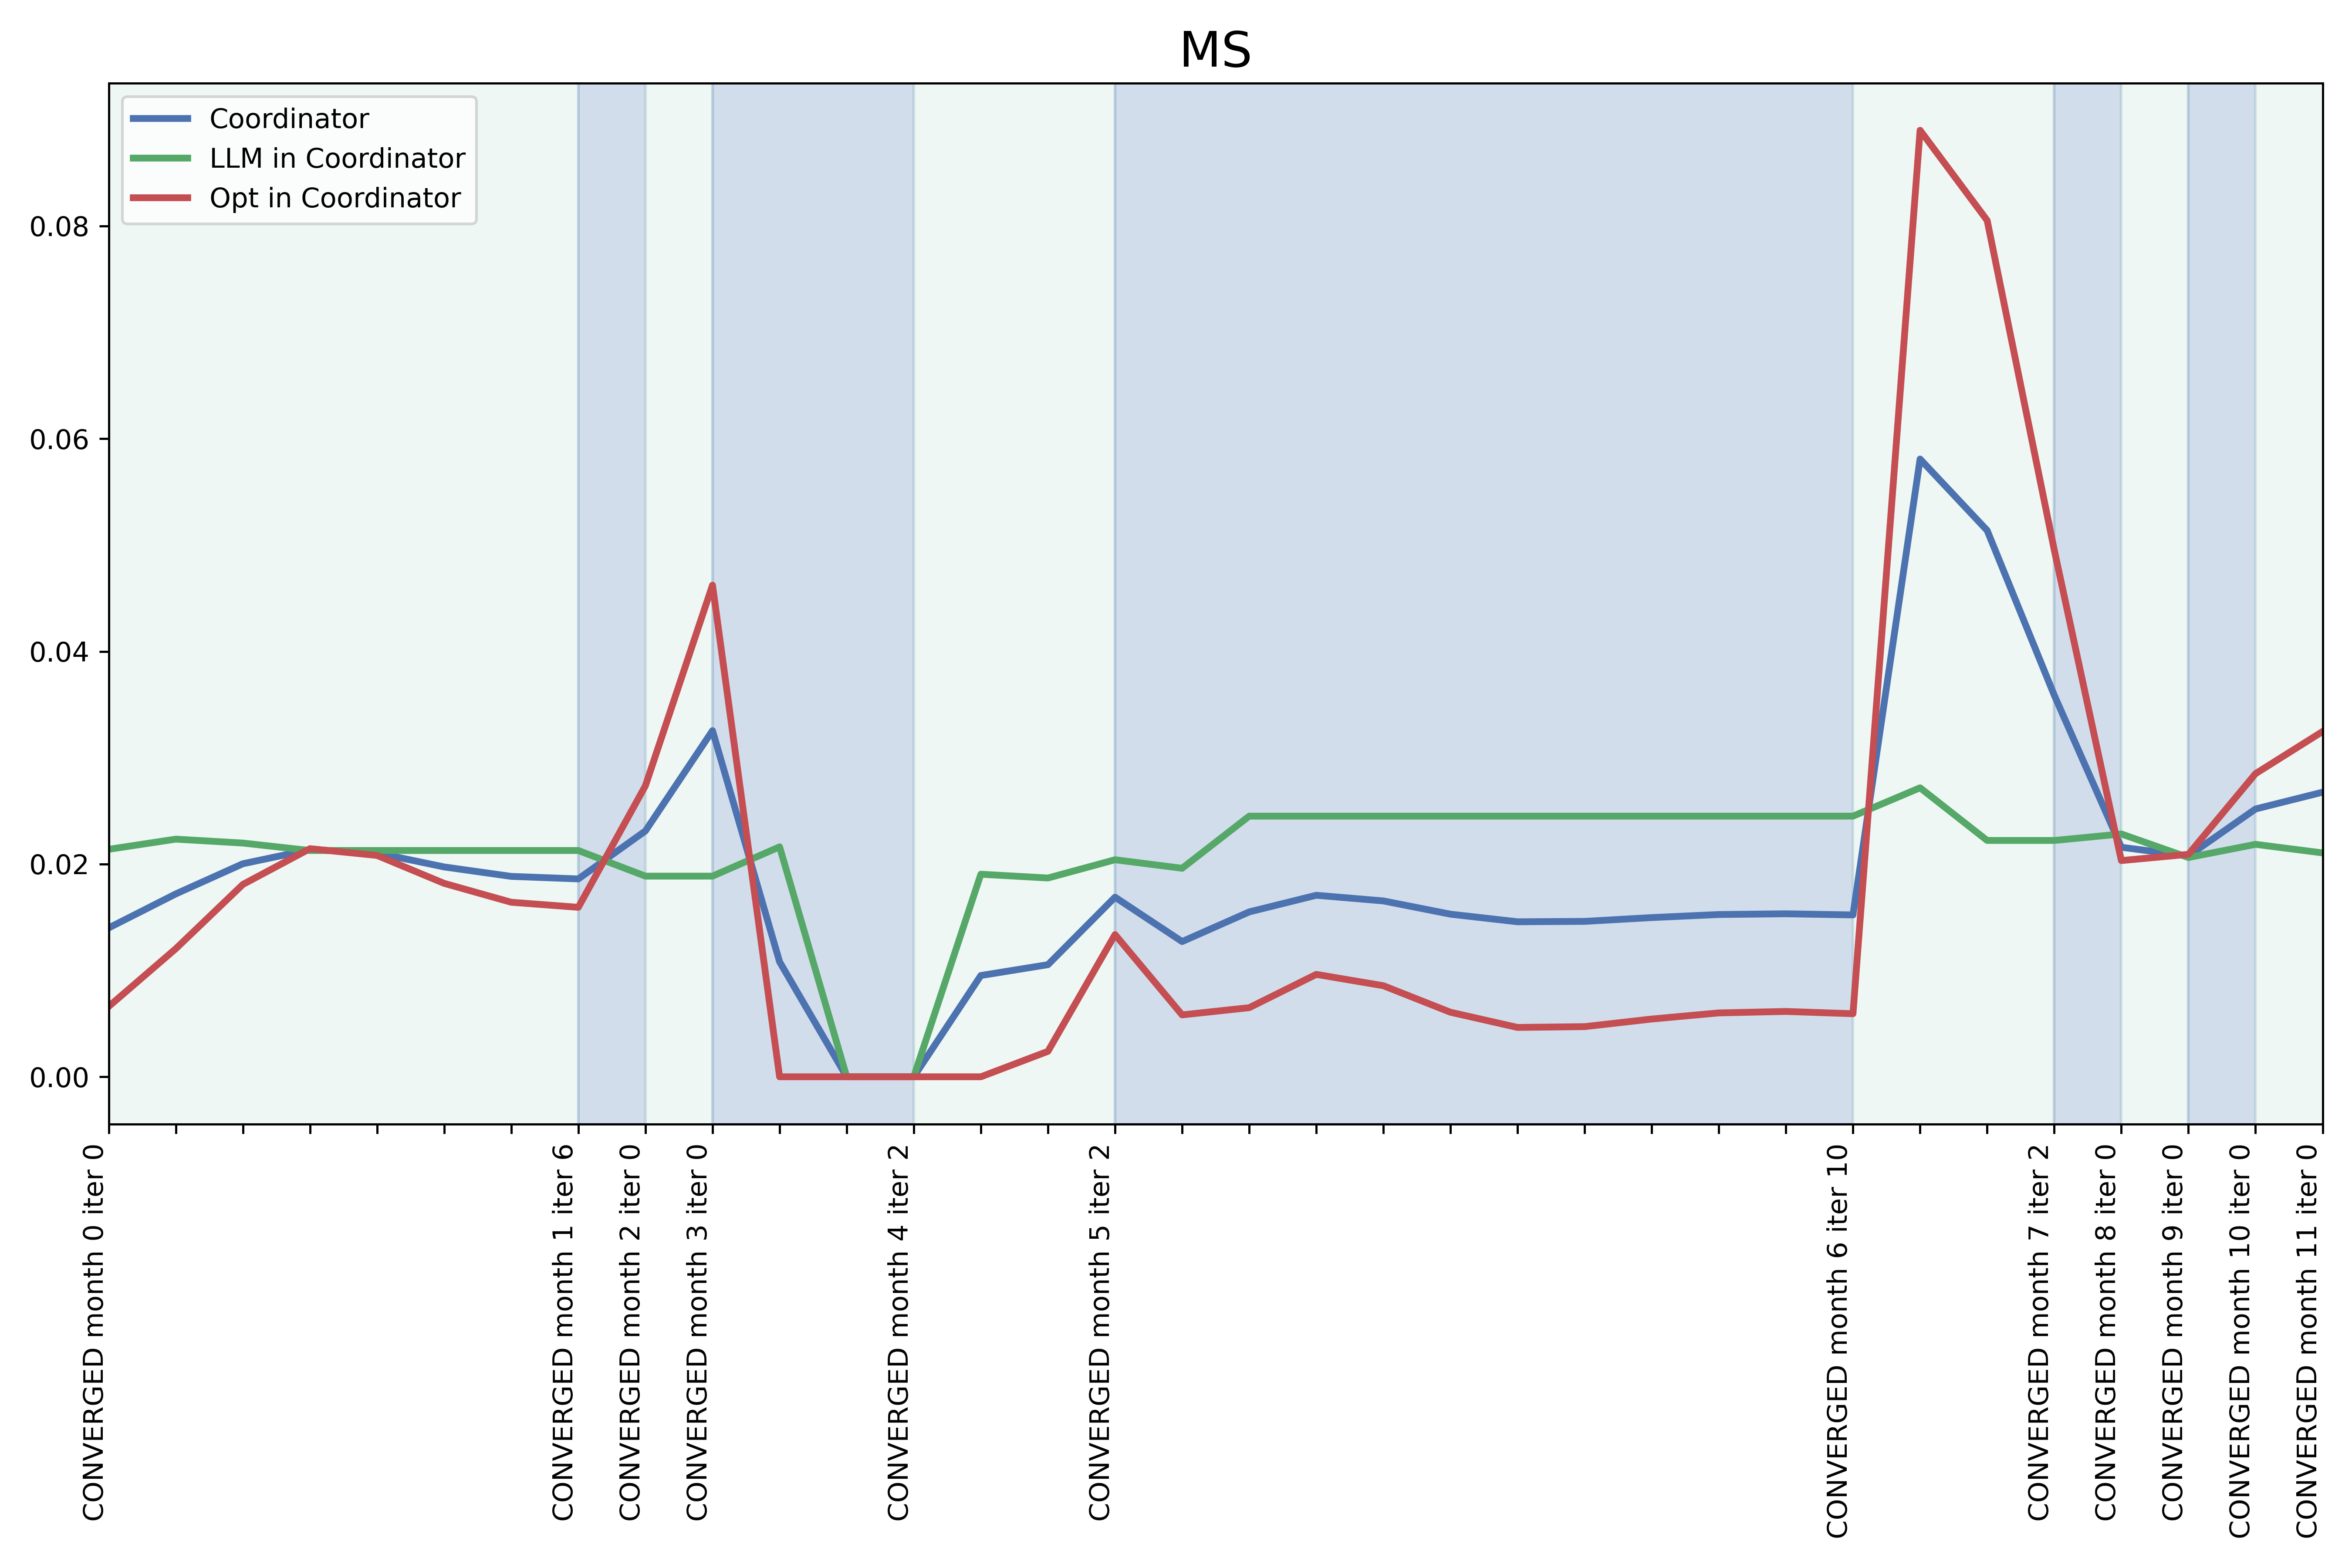 MS
Coordinator
LLM in Coordinator
Opt in Coordinator
0.08
0.06
0.04
0.02
0.00
CONVERGED month 0 iter 0
CONVERGED month 1 iter 6
CONVERGED month 2 iter 0
CONVERGED month 3 iter 0
CONVERGED month 4 iter 2
CONVERGED month 5 iter 2
CONVERGED month 6 iter 10
CONVERGED month 7 iter 2
CONVERGED month 8 iter 0
CONVERGED month 9 iter 0
CONVERGED month 10 iter 0
CONVERGED month 11 iter 0